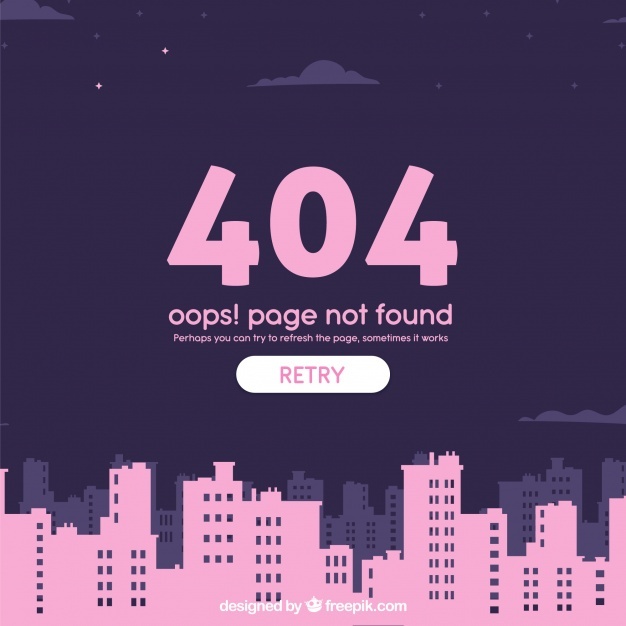 404
oops! page not found
Perhaps you can try to refresh the page, sometimes it works
RETRY
designed by freepik.com